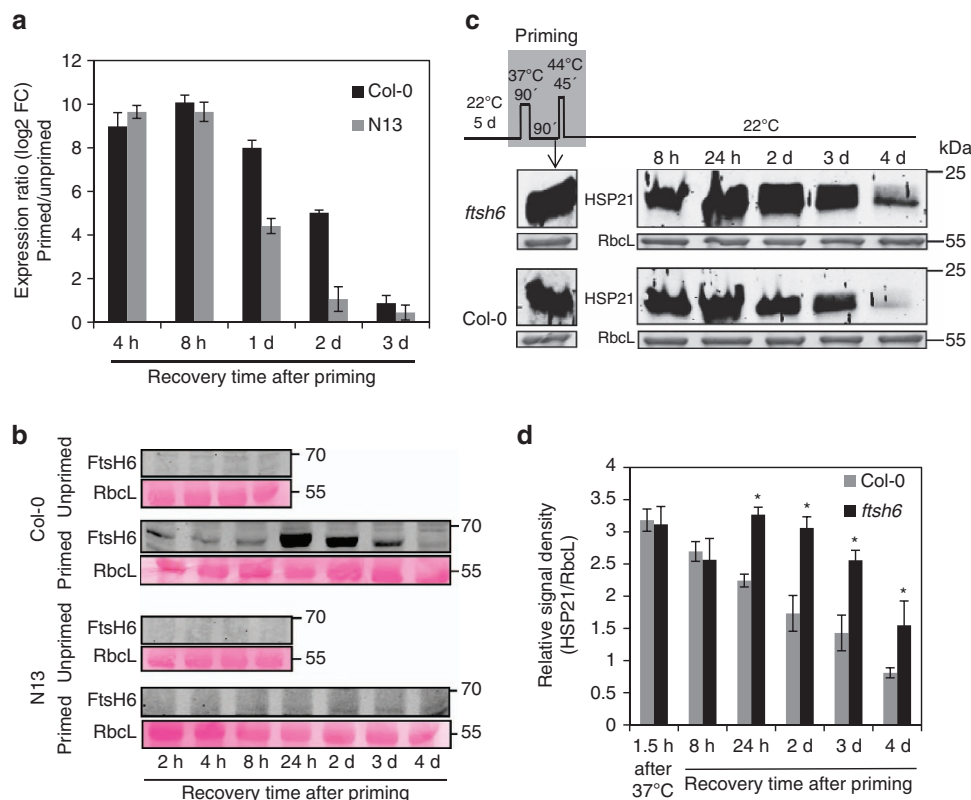 a
Expression ratio (log2 FC)
Primed/unprimed
12
10
8
6
4
2
0
Col-0
N13
4 h 8 h 1 d 2 d 3 d
Recovery time after priming
b
Col-0
Unprimed
FtsH6
70
RbcL
55
Primed
FtsH6
70
RbcL
55
N13
Unprimed
FtsH6
70
RbcL
55
Primed
FtsH6
70
RbcL
55
2 h 4 h 8 h 24 h 2 d 3 d 4 d
Recovery time after priming
c
Priming
37°C
90´
44°C
45´
22°C
5 d
90´
22°C
8 h 24 h 2 d 3 d 4 d
kDa
25
ftsh6
HSP21
RbcL
55
25
Col-0
HSP21
RbcL
55
d
Relative signal density
(HSP21/RbcL)
4
3.5
3
2.5
2
1.5
1
0.5
0
Col-0
ftsh6
* * * *
1.5 h
after
37°C
8 h 24 h 2 d 3 d 4 d
Recovery time after priming